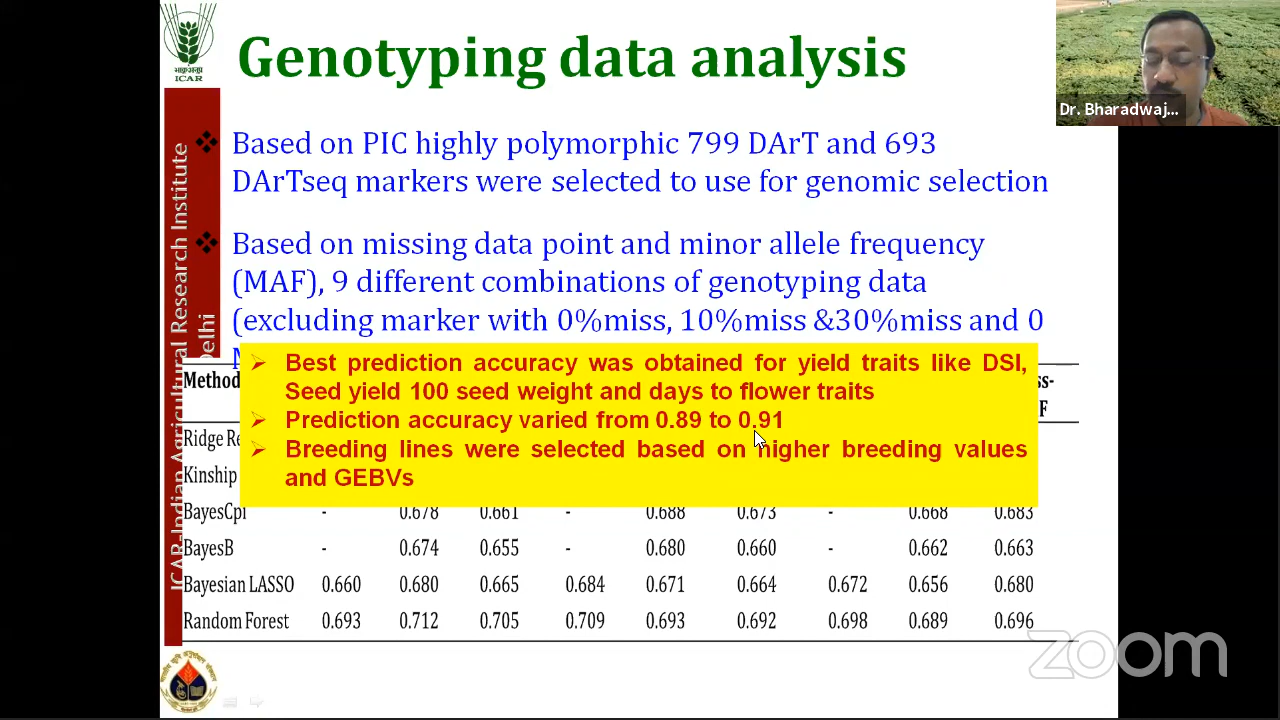 भाकृअनुप
ICAR
Genotyping data analysis
Dr. Bharadwaj...
ICAR-Indian Agricultural Research Institute
Delhi
Based on PIC highly polymorphic 799 DArT and 693
DArTseq markers were selected to use for genomic selection
Based on missing data point and minor allele frequency
(MAF), 9 different combinations of genotyping data
(excluding marker with 0%miss, 10%miss &30%miss and 0
Best prediction accuracy was obtained for yield traits like DSI,
Seed yield 100 seed weight and days to flower traits
Prediction accuracy varied from 0.89 to 0.91
Breeding lines were selected based on higher breeding values
and GEBVs
Method
Ridge Re
Kinship
BayesCpi - 0.678 0.661 - 0.688 0.673 - 0.668 0.683
BayesB - 0.674 0.655 - 0.680 0.660 - 0.662 0.663
Bayesian LASSO 0.660 0.680 0.665 0.684 0.671 0.664 0.672 0.656 0.680
Random Forest 0.693 0.712 0.705 0.709 0.693 0.692 0.698 0.689 0.696
zoom